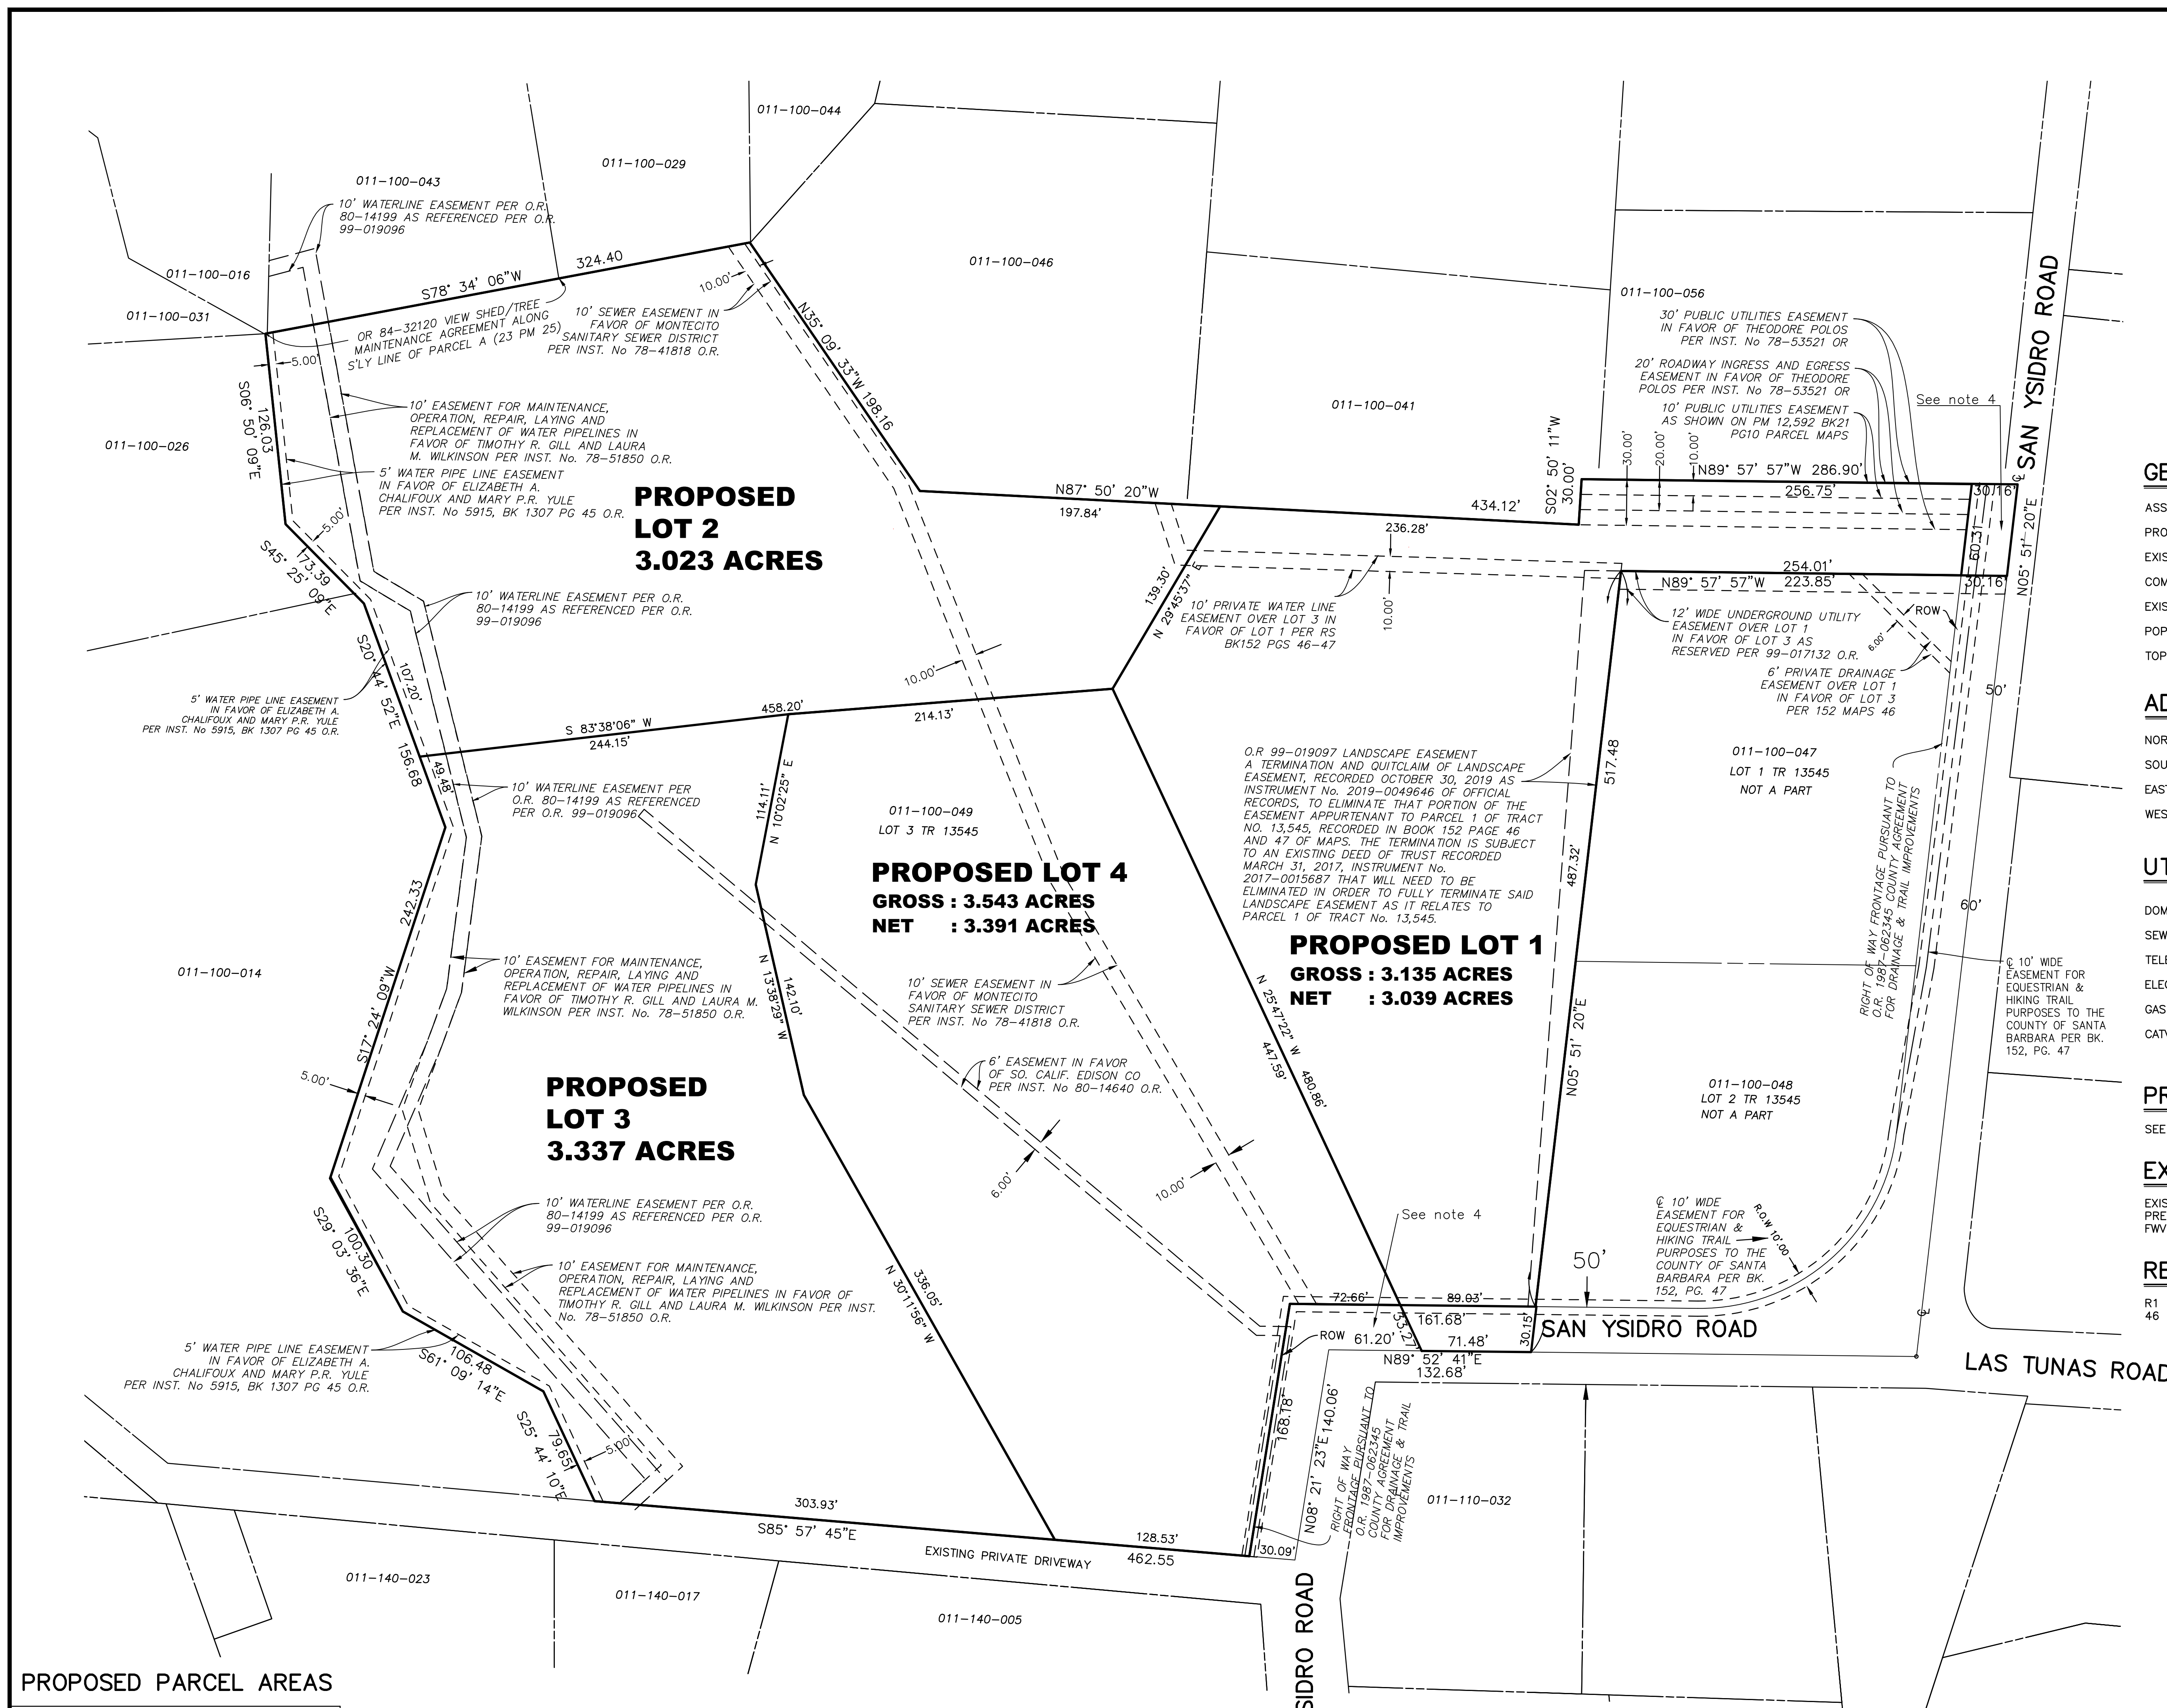 011-100-044
011-100-029
011-100-043
10' WATERLINE EASEMENT PER O.R.
80-14199 AS REFERENCED PER O.R.
99-019096
011-100-016
011-100-031
011-100-026
011-100-046
011-100-041
011-100-056
324.40
S78° 34' 06"W
OR 84-32120 VIEW SHED/TREE
MAINTENANCE AGREEMENT ALONG
S'LY LINE OF PARCEL A (23 PM 25)
10' SEWER EASEMENT IN
FAVOR OF MONTECITO
SANITARY SEWER DISTRICT
PER INST. No 78-41818 O.R.
10.00'
N35° 09' 33"W 198.16
5.00'
126.03
S06° 50' 09"E
10' EASEMENT FOR MAINTENANCE,
OPERATION, REPAIR, LAYING AND
REPLACEMENT OF WATER PIPELINES IN
FAVOR OF TIMOTHY R. GILL AND LAURA
M. WILKINSON PER INST. No. 78-51850 O.R.
5' WATER PIPE LINE EASEMENT
IN FAVOR OF ELIZABETH A.
CHALIFOUX AND MARY P.R. YULE
PER INST. No 5915, BK 1307 PG 45 O.R.
PROPOSED
LOT 2
3.023 ACRES
5.00'
73.39
S45° 25' 09"E
10' WATERLINE EASEMENT PER O.R.
80-14199 AS REFERENCED PER O.R.
99-019096
107.20'
S20° 44' 52"E 156.68
49.48'
5' WATER PIPE LINE EASEMENT
IN FAVOR OF ELIZABETH A.
CHALIFOUX AND MARY P.R. YULE
PER INST. No 5915, BK 1307 PG 45 O.R.
30' PUBLIC UTILITIES EASEMENT
IN FAVOR OF THEODORE POLOS
PER INST. No 78-53521 OR
20' ROADWAY INGRESS AND EGRESS
EASEMENT IN FAVOR OF THEODORE
POLOS PER INST. No 78-53521 OR
10' PUBLIC UTILITIES EASEMENT
AS SHOWN ON PM 12,592 BK21
PG10 PARCEL MAPS
See note 4
SAN YSIDRO ROAD
S02° 50' 11"W
30.00'
30.00'
20.00'
10.00'
N89° 57' 57"W 286.90'
256.75'
30.16'
N05° 51' 20"E
60.31
N87° 50' 20"W
197.84'
434.12'
236.28'
254.01'
N89° 57' 57"W 223.85'
30.16'
139.30'
N 29°45'37" E
10' PRIVATE WATER LINE
EASEMENT OVER LOT 3 IN
FAVOR OF LOT 1 PER RS
BK152 PGS 46-47
10.00'
12' WIDE UNDERGROUND UTILITY
EASEMENT OVER LOT 1
IN FAVOR OF LOT 3 AS
RESERVED PER 99-017132 O.R.
ROW
6.00'
6' PRIVATE DRAINAGE
EASEMENT OVER LOT 1
IN FAVOR OF LOT 3
PER 152 MAPS 46
50'
60'
10.00'
458.20'
S 83°38'06" W
244.15'
214.13'
114.11'
N 10°02'25" E
011-100-049
LOT 3 TR 13545
PROPOSED LOT 4
GROSS : 3.543 ACRES
NET : 3.391 ACRES
O.R 99-019097 LANDSCAPE EASEMENT
A TERMINATION AND QUITCLAIM OF LANDSCAPE
EASEMENT, RECORDED OCTOBER 30, 2019 AS
INSTRUMENT No. 2019-0049646 OF OFFICIAL
RECORDS, TO ELIMINATE THAT PORTION OF THE
EASEMENT APPURTENANT TO PARCEL 1 OF TRACT
NO. 13,545, RECORDED IN BOOK 152 PAGE 46
AND 47 OF MAPS. THE TERMINATION IS SUBJECT
TO AN EXISTING DEED OF TRUST RECORDED
MARCH 31, 2017, INSTRUMENT No.
2017-0015687 THAT WILL NEED TO BE
ELIMINATED IN ORDER TO FULLY TERMINATE SAID
LANDSCAPE EASEMENT AS IT RELATES TO
PARCEL 1 OF TRACT No. 13,545.
PROPOSED LOT 1
GROSS : 3.135 ACRES
NET : 3.039 ACRES
517.48
487.32'
N05° 51' 20"E
011-100-047
LOT 1 TR 13545
NOT A PART
RIGHT OF WAY FRONTAGE PURSUANT TO
O.R. 1987-062345 COUNTY AGREEMENT
FOR DRAINAGE & TRAIL IMPROVEMENTS
℄ 10' WIDE
EASEMENT FOR
EQUESTRIAN &
HIKING TRAIL
PURPOSES TO THE
COUNTY OF SANTA
BARBARA PER BK.
152, PG. 47
011-100-048
LOT 2 TR 13545
NOT A PART
10' WATERLINE EASEMENT PER
O.R. 80-14199 AS REFERENCED
PER O.R. 99-019096
242.33
S17° 24' 09"W
011-100-014
5.00'
10' EASEMENT FOR MAINTENANCE,
OPERATION, REPAIR, LAYING AND
REPLACEMENT OF WATER PIPELINES IN
FAVOR OF TIMOTHY R. GILL AND LAURA M.
WILKINSON PER INST. No. 78-51850 O.R.
142.10'
N 13°38'29" W
10' SEWER EASEMENT IN
FAVOR OF MONTECITO
SANITARY SEWER DISTRICT
PER INST. No 78-41818 O.R.
6' EASEMENT IN FAVOR
OF SO. CALIF. EDISON CO
PER INST. No 80-14640 O.R.
N 25°47'22" W
447.59'
480.86'
6.00'
10.00'
PROPOSED
LOT 3
3.337 ACRES
100.30
S29° 03' 36"E
10' WATERLINE EASEMENT PER O.R.
80-14199 AS REFERENCED PER O.R.
99-019096
10' EASEMENT FOR MAINTENANCE,
OPERATION, REPAIR, LAYING AND
REPLACEMENT OF WATER PIPELINES IN FAVOR OF
TIMOTHY R. GILL AND LAURA M. WILKINSON PER INST.
No. 78-51850 O.R.
336.05'
N 30°11'56" W
See note 4
50'
℄ 10' WIDE
EASEMENT FOR
EQUESTRIAN &
HIKING TRAIL
PURPOSES TO THE
COUNTY OF SANTA
BARBARA PER BK.
152, PG. 47
R.O.W 10'.00
℄
72.66'
89.03'
161.68'
ROW
61.20'
71.48'
30.15'
N89° 52' 41"E
132.68'
SAN YSIDRO ROAD
LAS TUNAS ROAD
5' WATER PIPE LINE EASEMENT
IN FAVOR OF ELIZABETH A.
CHALIFOUX AND MARY P.R. YULE
PER INST. No 5915, BK 1307 PG 45 O.R.
106.48
S61° 09' 14"E
79.65
S25° 44' 10"E
5.00'
303.93'
S85° 57' 45"E
128.53'
462.55
EXISTING PRIVATE DRIVEWAY
168.18'
30.09'
N08° 21' 23"E 140.06'
RIGHT OF WAY
FRONTAGE PURSUANT TO
O.R. 1987-062345
COUNTY AGREEMENT
FOR DRAINAGE & TRAIL
IMPROVEMENTS
011-110-032
011-140-023
011-140-017
011-140-005
SIDRO ROAD
PROPOSED PARCEL AREAS
GE
ASS
PRO
EXIS
COM
EXIS
POP
TOP
AD
NOR
SOU
EAST
WES
UT
DOM
SEW
TELE
ELEC
GAS
CATV
PR
SEE
EX
EXIS
PRE
FWV
RE
R1
46